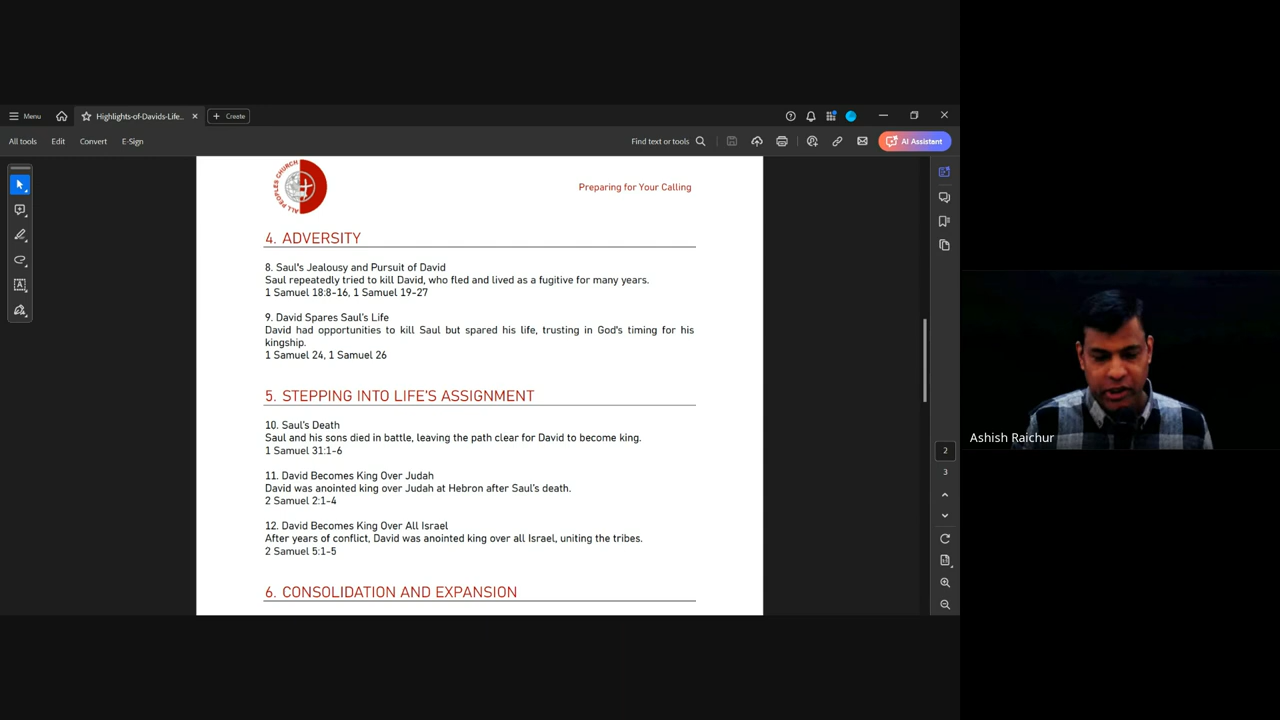 Menu
Highlights-of-Davids-Life...
Create
All tools
Edit
Convert
E-Sign
Find text or tools
AI Assistant
ALL PEOPLES CHURCH
Preparing for Your Calling
4. ADVERSITY
8. Saul's Jealousy and Pursuit of David
Saul repeatedly tried to kill David, who fled and lived as a fugitive for many years.
1 Samuel 18:8-16, 1 Samuel 19-27
9. David Spares Saul's Life
David had opportunities to kill Saul but spared his life, trusting in God's timing for his
kingship.
1 Samuel 24, 1 Samuel 26
5. STEPPING INTO LIFE'S ASSIGNMENT
10. Saul's Death
Saul and his sons died in battle, leaving the path clear for David to become king.
1 Samuel 31:1-6
11. David Becomes King Over Judah
David was anointed king over Judah at Hebron after Saul's death.
2 Samuel 2:1-4
12. David Becomes King Over All Israel
After years of conflict, David was anointed king over all Israel, uniting the tribes.
2 Samuel 5:1-5
6. CONSOLIDATION AND EXPANSION
2
3
Ashish Raichur